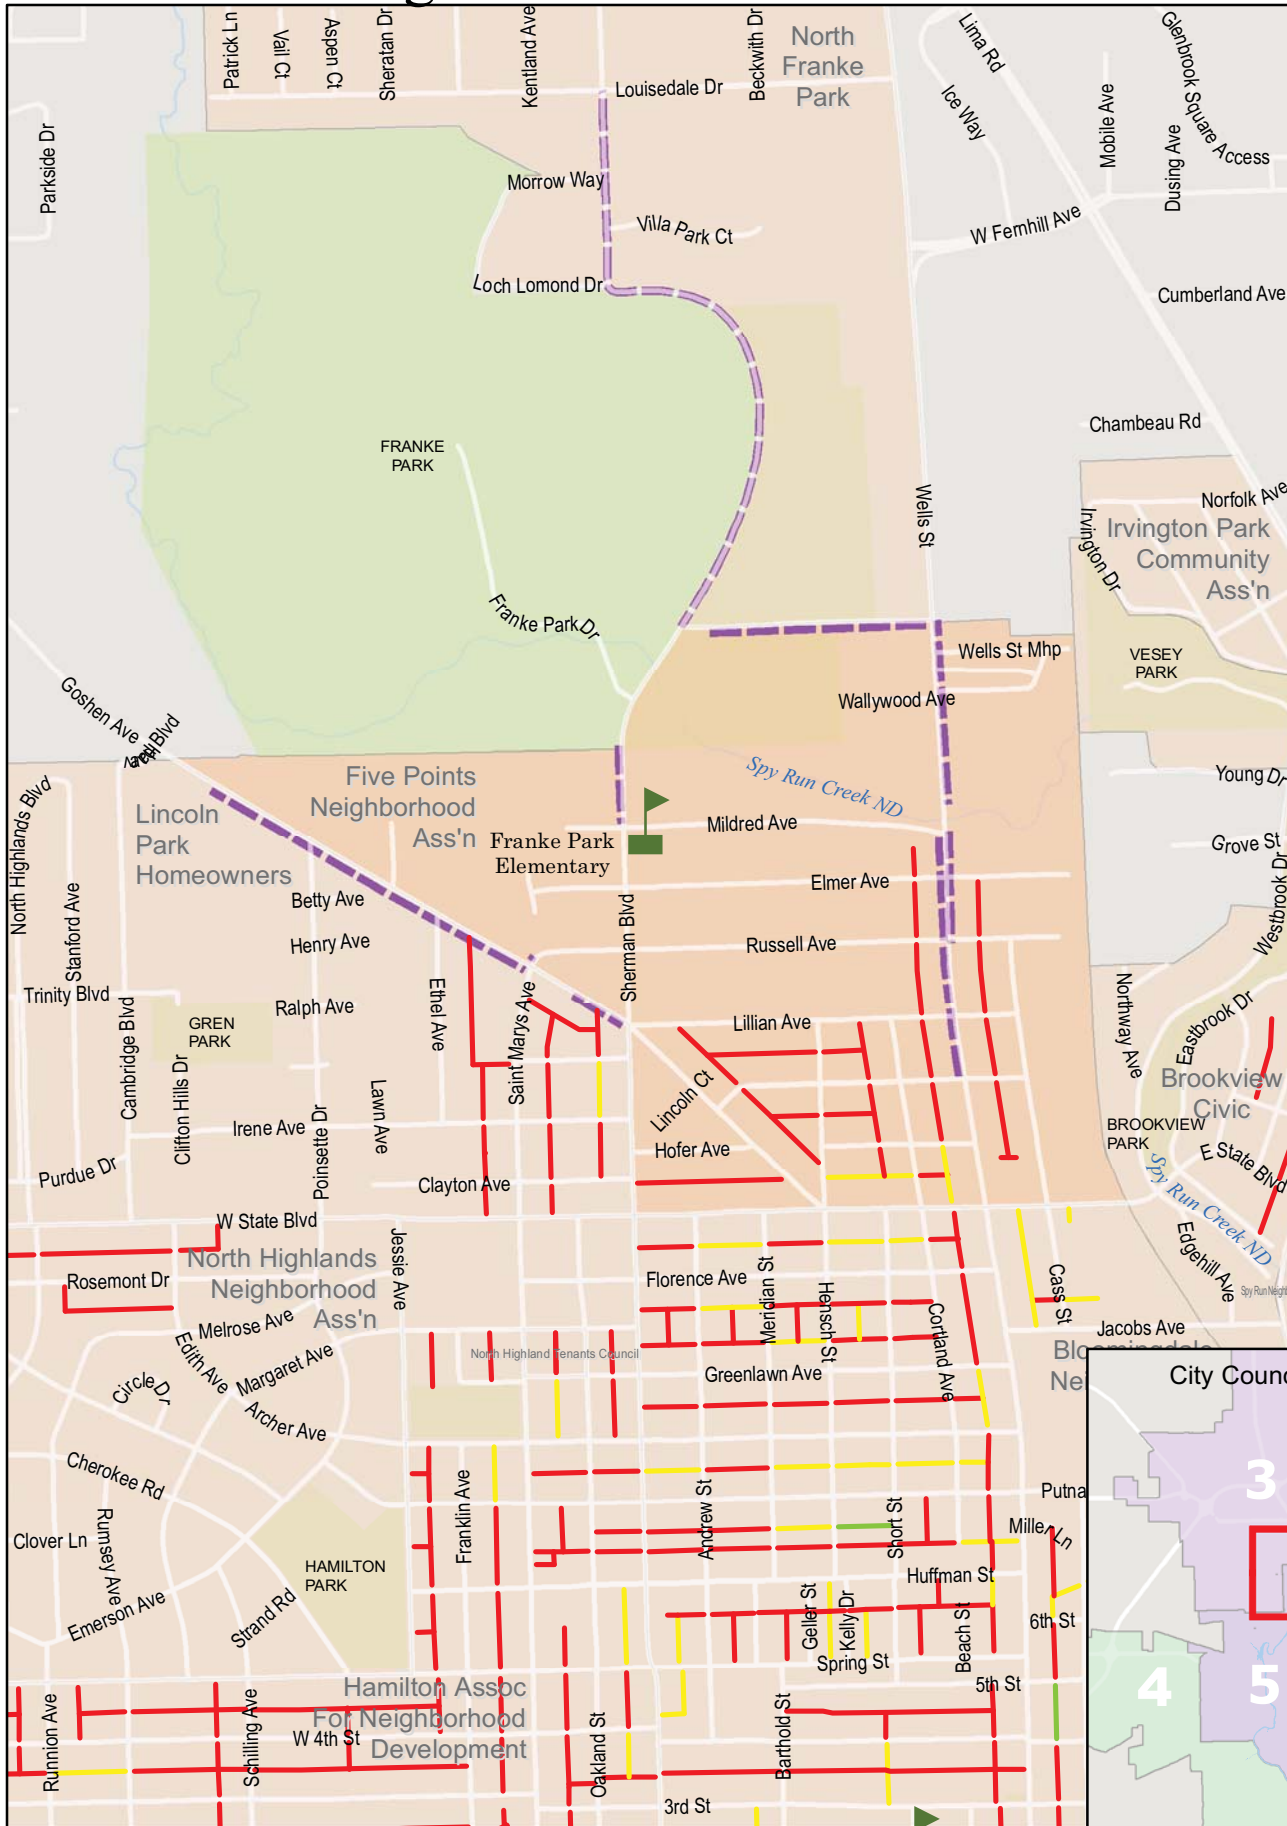 Patrick Ln
Vail Ct
Aspen Ct
Sheratan Dr
Kentland Ave
Beckwith Dr
North
Franke
Park
Lima Rd
Glenbrook Square Access
Louisedale Dr
Ice Way
Mobile Ave
Dusing Ave
Parkside Dr
Morrow Way
Villa Park Ct
W Fernhill Ave
Loch Lomond Dr
Cumberland Ave
Chambeau Rd
FRANKE
PARK
Wells St
Norfolk Ave
Irvington Dr
Irvington Park
Community
Ass'n
Franke Park Dr
Wells St Mhp
VESEY
PARK
Wallywood Ave
Goshen Ave
Blvd
Five Points
Neighborhood
Ass'n
Spy Run Creek ND
Young Dr
North Highlands Blvd
Lincoln
Park
Homeowners
Franke Park
Elementary
Mildred Ave
Grove St
Westbrook Dr
Betty Ave
Elmer Ave
Stanford Ave
Henry Ave
Sherman Blvd
Russell Ave
Trinity Blvd
Cambridge Blvd
GREN
PARK
Ralph Ave
Ethel Ave
Saint Marys Ave
Lillian Ave
Northway Ave
Eastbrook Dr
Clifton Hills Dr
Lawn Ave
Lincoln Ct
Brookview
Civic
Irene Ave
Poinsette Dr
Hofer Ave
BROOKVIEW
PARK
E State Blvd
Purdue Dr
Clayton Ave
Spy Run Creek ND
W State Blvd
Jessie Ave
North Highlands
Neighborhood
Ass'n
Rosemont Dr
Florence Ave
Meridian St
Hensch St
Cortland Ave
Cass St
Edgehill Ave
Spy Run Neighb
Melrose Ave
Edith Ave
Margaret Ave
North Highland Tenants Council
Jacobs Ave
Bloomingdale
Nei
Circle Dr
Archer Ave
Greenlawn Ave
City Counc
Cherokee Rd
Franklin Ave
Andrew St
Short St
Putna
3
Clover Ln
Rumsey Ave
Miller Ln
HAMILTON
PARK
Huffman St
Emerson Ave
Strand Rd
Geller St
Kelly Dr
Beach St
6th St
Spring St
5th St
4
5
Hamilton Assoc
For Neighborhood
Development
Runnion Ave
Schilling Ave
W 4th St
Oakland St
Barthold St
3rd St